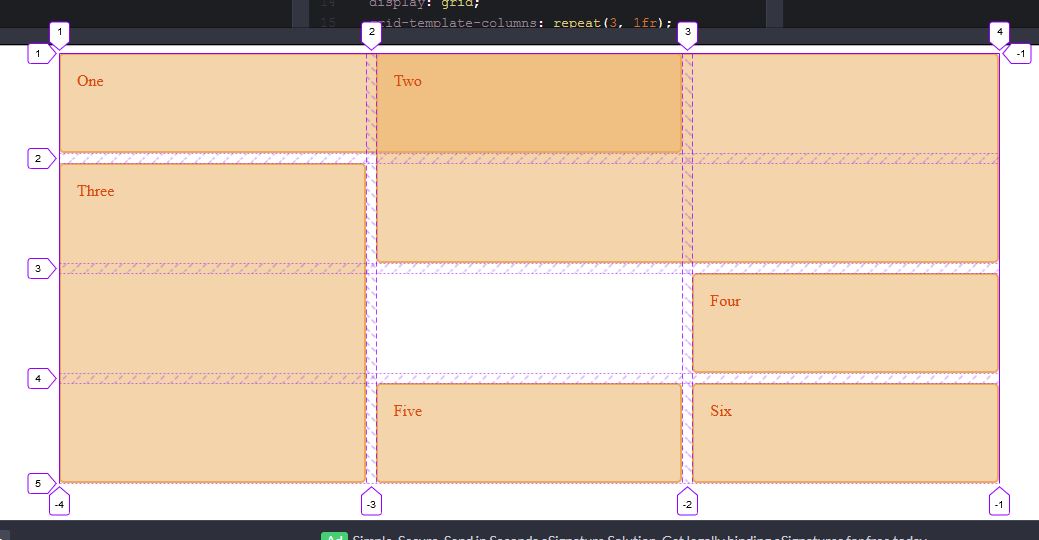 14 display: grid;
15 grid-template-columns: repeat(3, 1fr);
1 2 3 4
1 -1
One Two
2
Three
3
Four
4
Five Six
5
-4 -3 -2 -1
Ad Simple, Secure, Send in Seconds eSignature Solution. Get legally binding eSignatures for free today